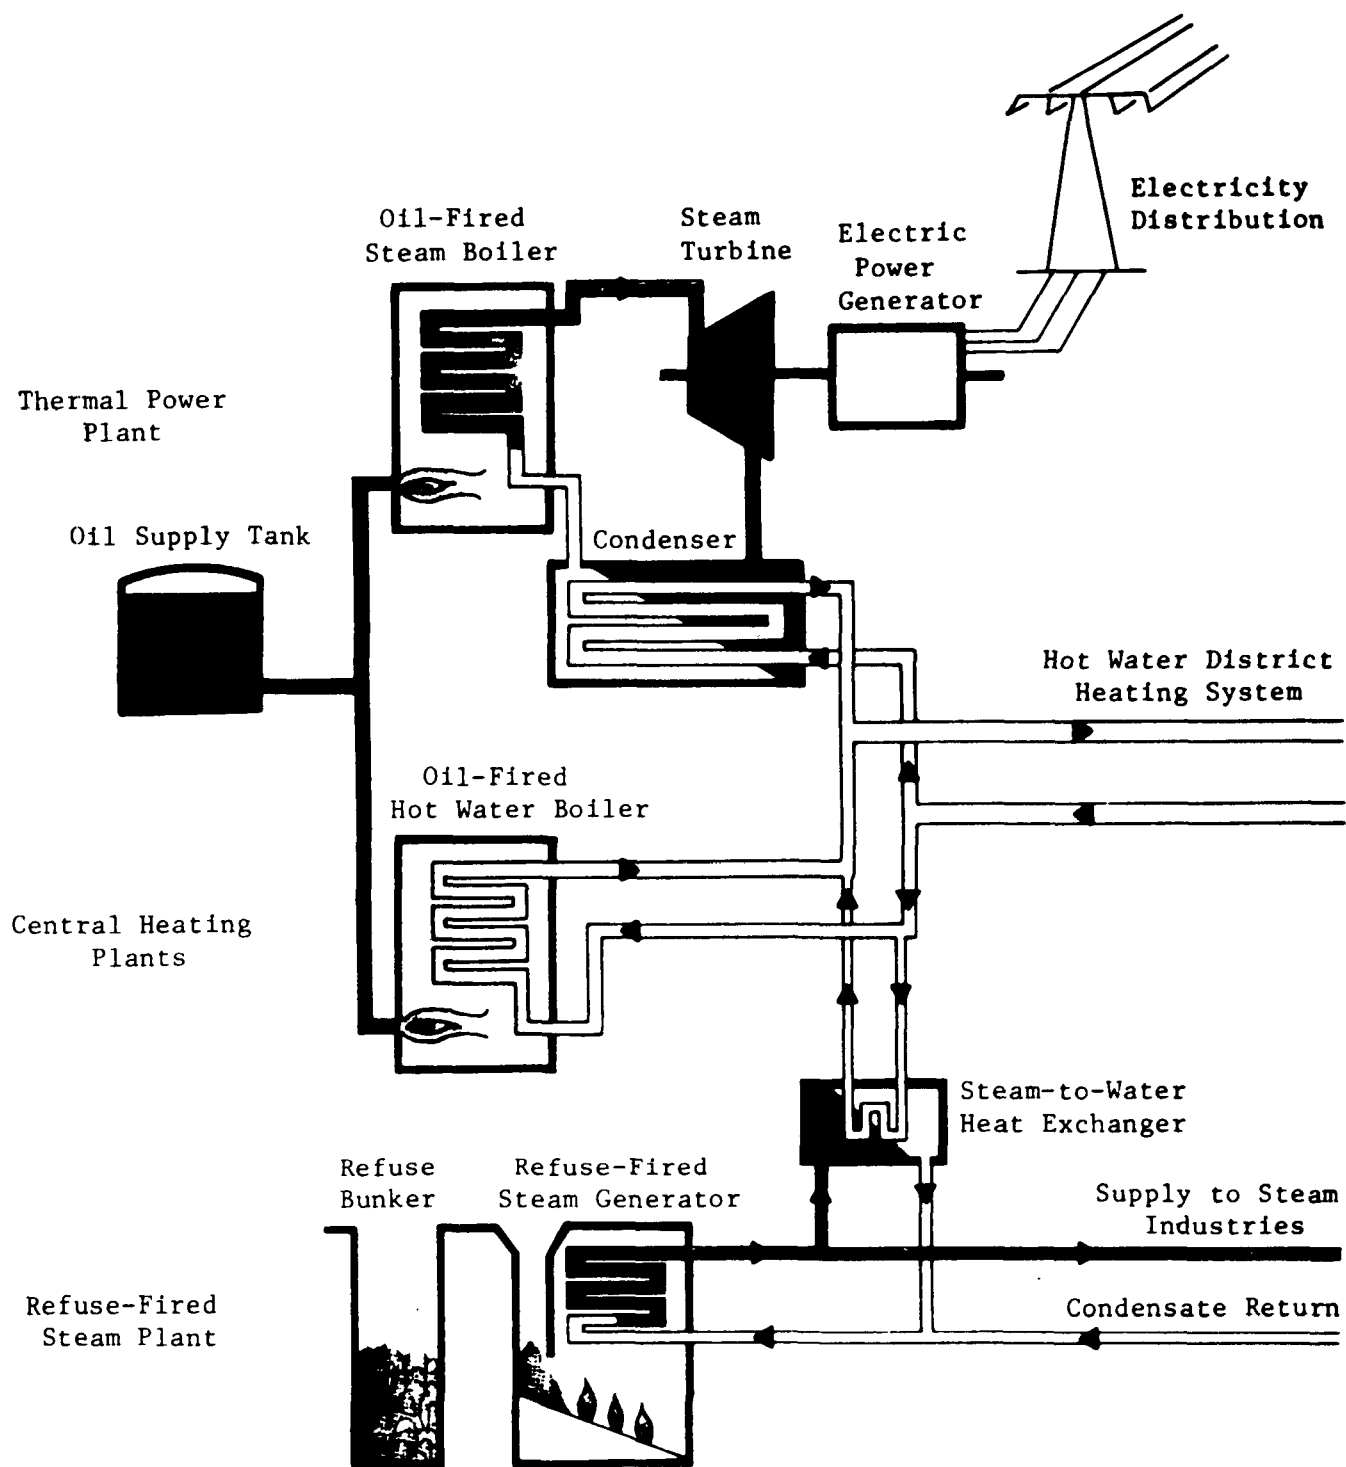 Electricity
Distribution
Oil-Fired
Steam Boiler
Steam
Turbine
Electric
Power
Generator
Thermal Power
Plant
Oil Supply Tank
Condenser
Hot Water District
Heating System
Oil-Fired
Hot Water Boiler
Central Heating
Plants
Steam-to-Water
Heat Exchanger
Refuse
Bunker
Refuse-Fired
Steam Generator
Supply to Steam
Industries
Refuse-Fired
Steam Plant
Condensate Return